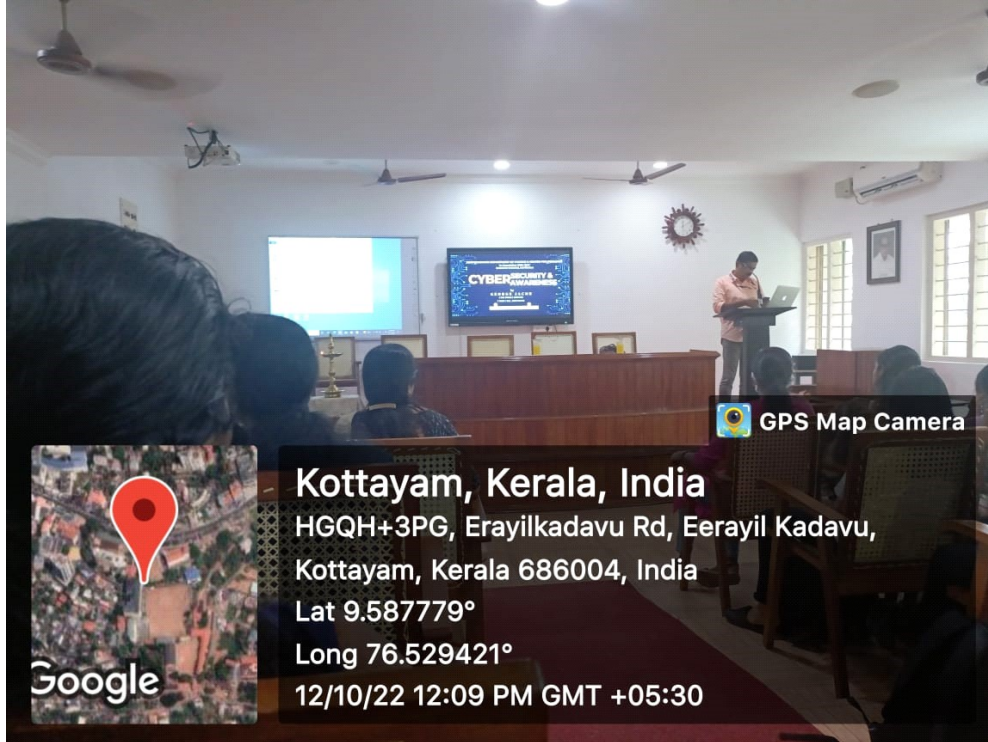 CYBER SECURITY &
AWARENESS
GPS Map Camera
Kottayam, Kerala, India
HGQH+3PG, Erayilkadavu Rd, Eerayil Kadavu,
Kottayam, Kerala 686004, India
Lat 9.587779°
Long 76.529421°
12/10/22 12:09 PM GMT +05:30
Google